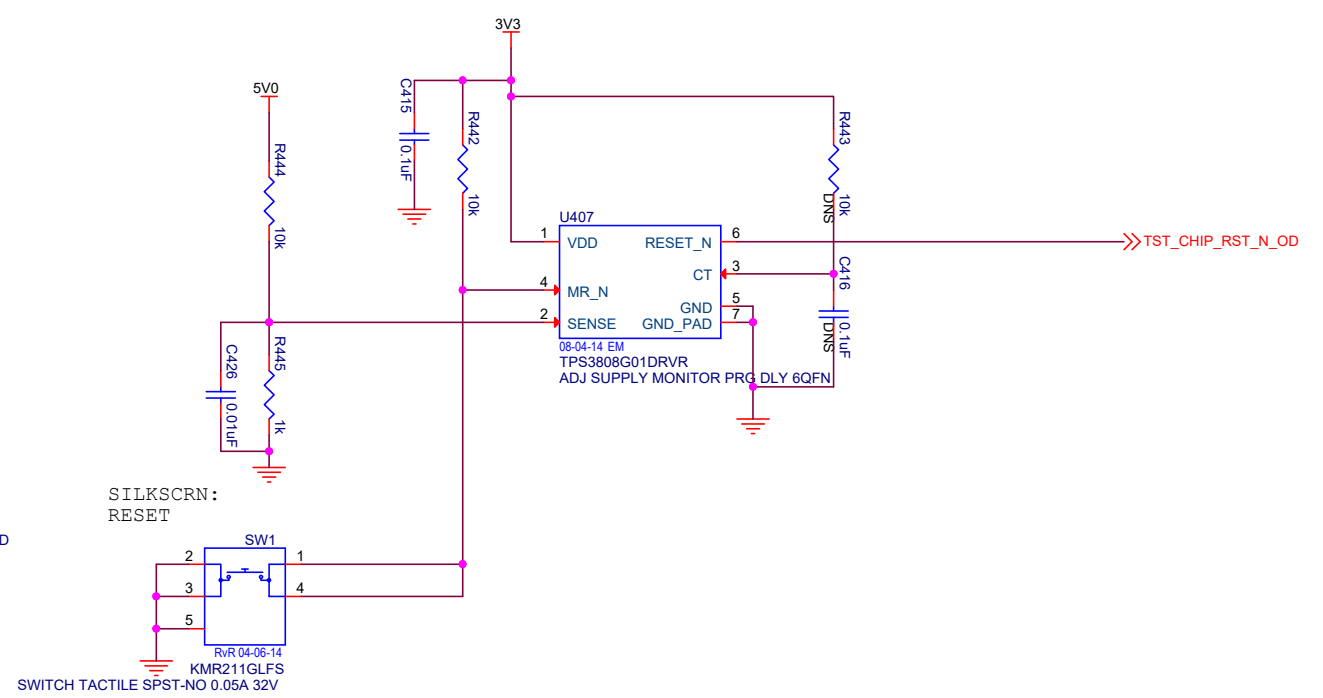 3V3
5V0
C415
0.1uF
R442
10k
R443
10k
DNS
R444
10k
U407
1
VDD
RESET_N
6
TST_CHIP_RST_N_OD
CT
3
C416
0.1uF
DNS
4
MR_N
GND
5
2
SENSE
GND_PAD
7
08-04-14 EM
TPS3808G01DRVR
ADJ SUPPLY MONITOR PRG DLY 6QFN
C426
0.01uF
R445
1k
SILKSCRN:
RESET
D
SW1
2
1
3
4
5
RvR 04-06-14
KMR211GLFS
SWITCH TACTILE SPST-NO 0.05A 32V